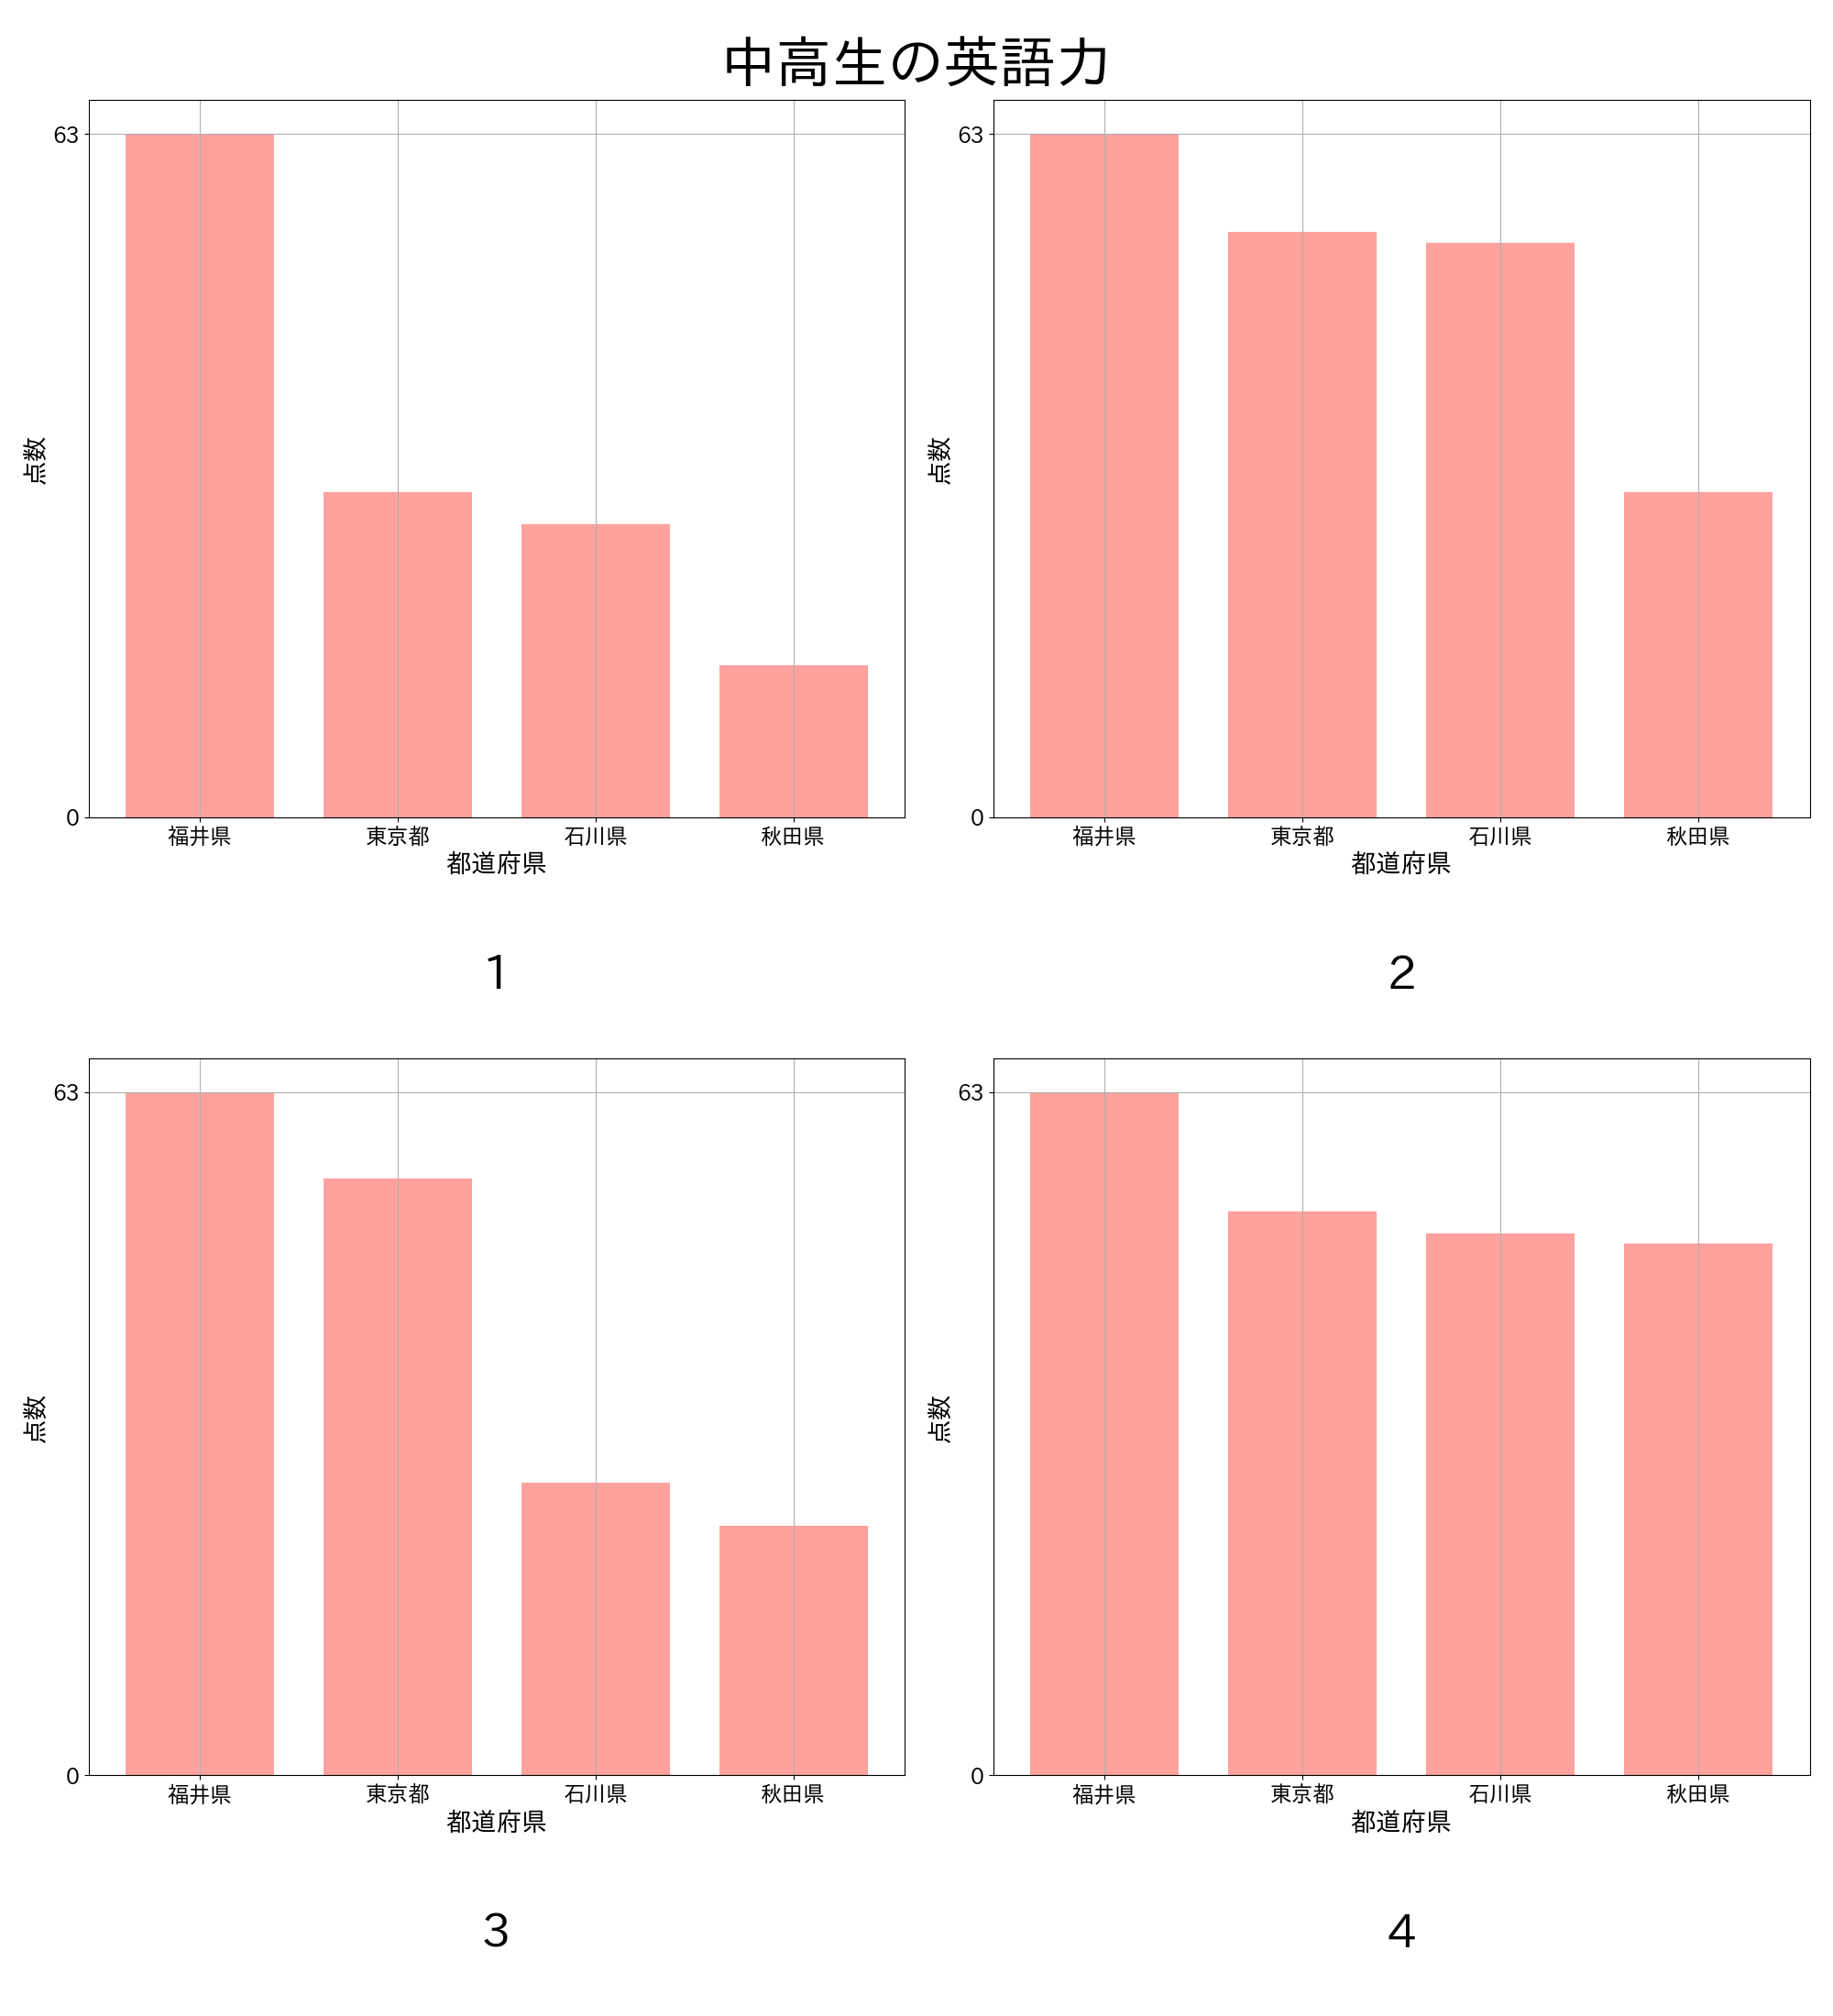 中高生の英語力
63
点数
0
福井県 東京都 石川県 秋田県
都道府県
1
63
点数
0
福井県 東京都 石川県 秋田県
都道府県
2
63
点数
0
福井県 東京都 石川県 秋田県
都道府県
3
63
点数
0
福井県 東京都 石川県 秋田県
都道府県
4